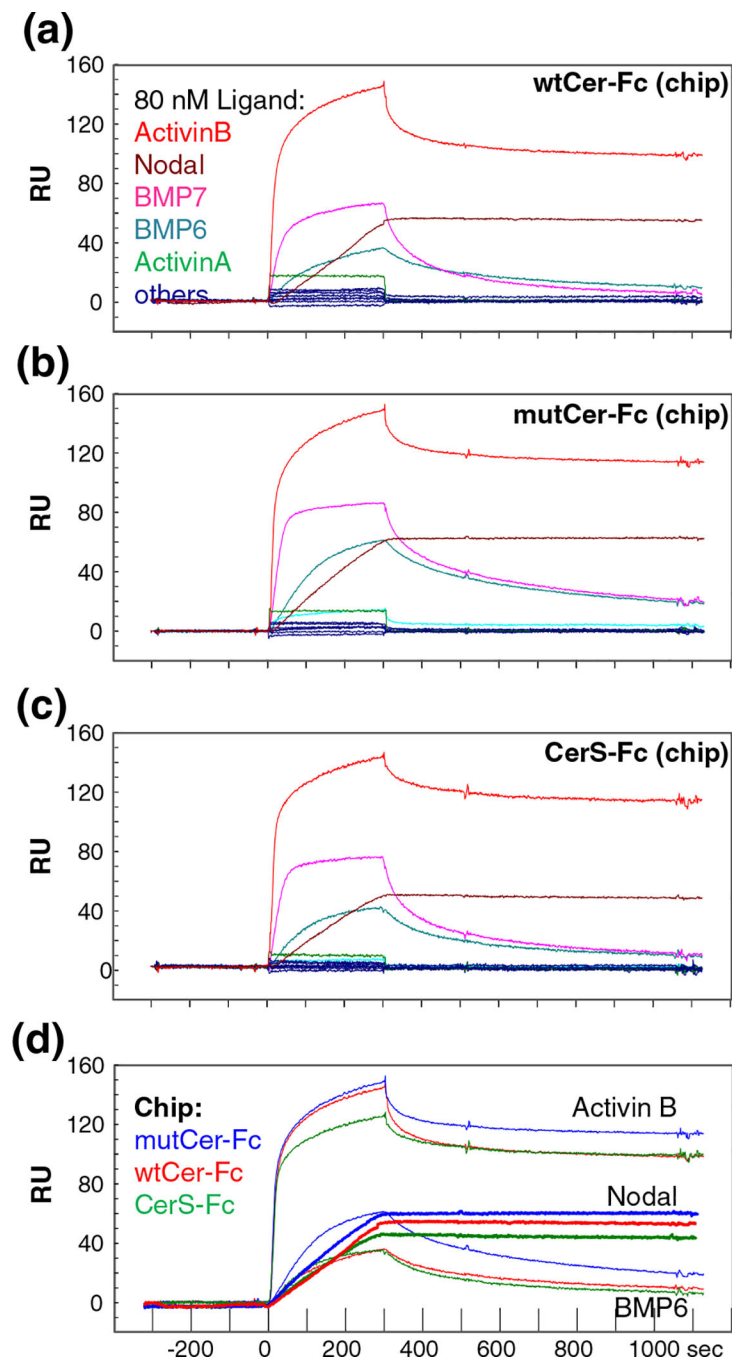 (a)
wtCer-Fc (chip)
80 nM Ligand:
ActivinB
Nodal
BMP7
BMP6
ActivinA
others
RU
160
120
80
40
0
(b)
mutCer-Fc (chip)
RU
160
120
80
40
0
(c)
CerS-Fc (chip)
RU
160
120
80
40
0
(d)
Chip:
mutCer-Fc
wtCer-Fc
CerS-Fc
Activin B
Nodal
BMP6
RU
160
120
80
40
0
-200 0 200 400 600 800 1000 sec